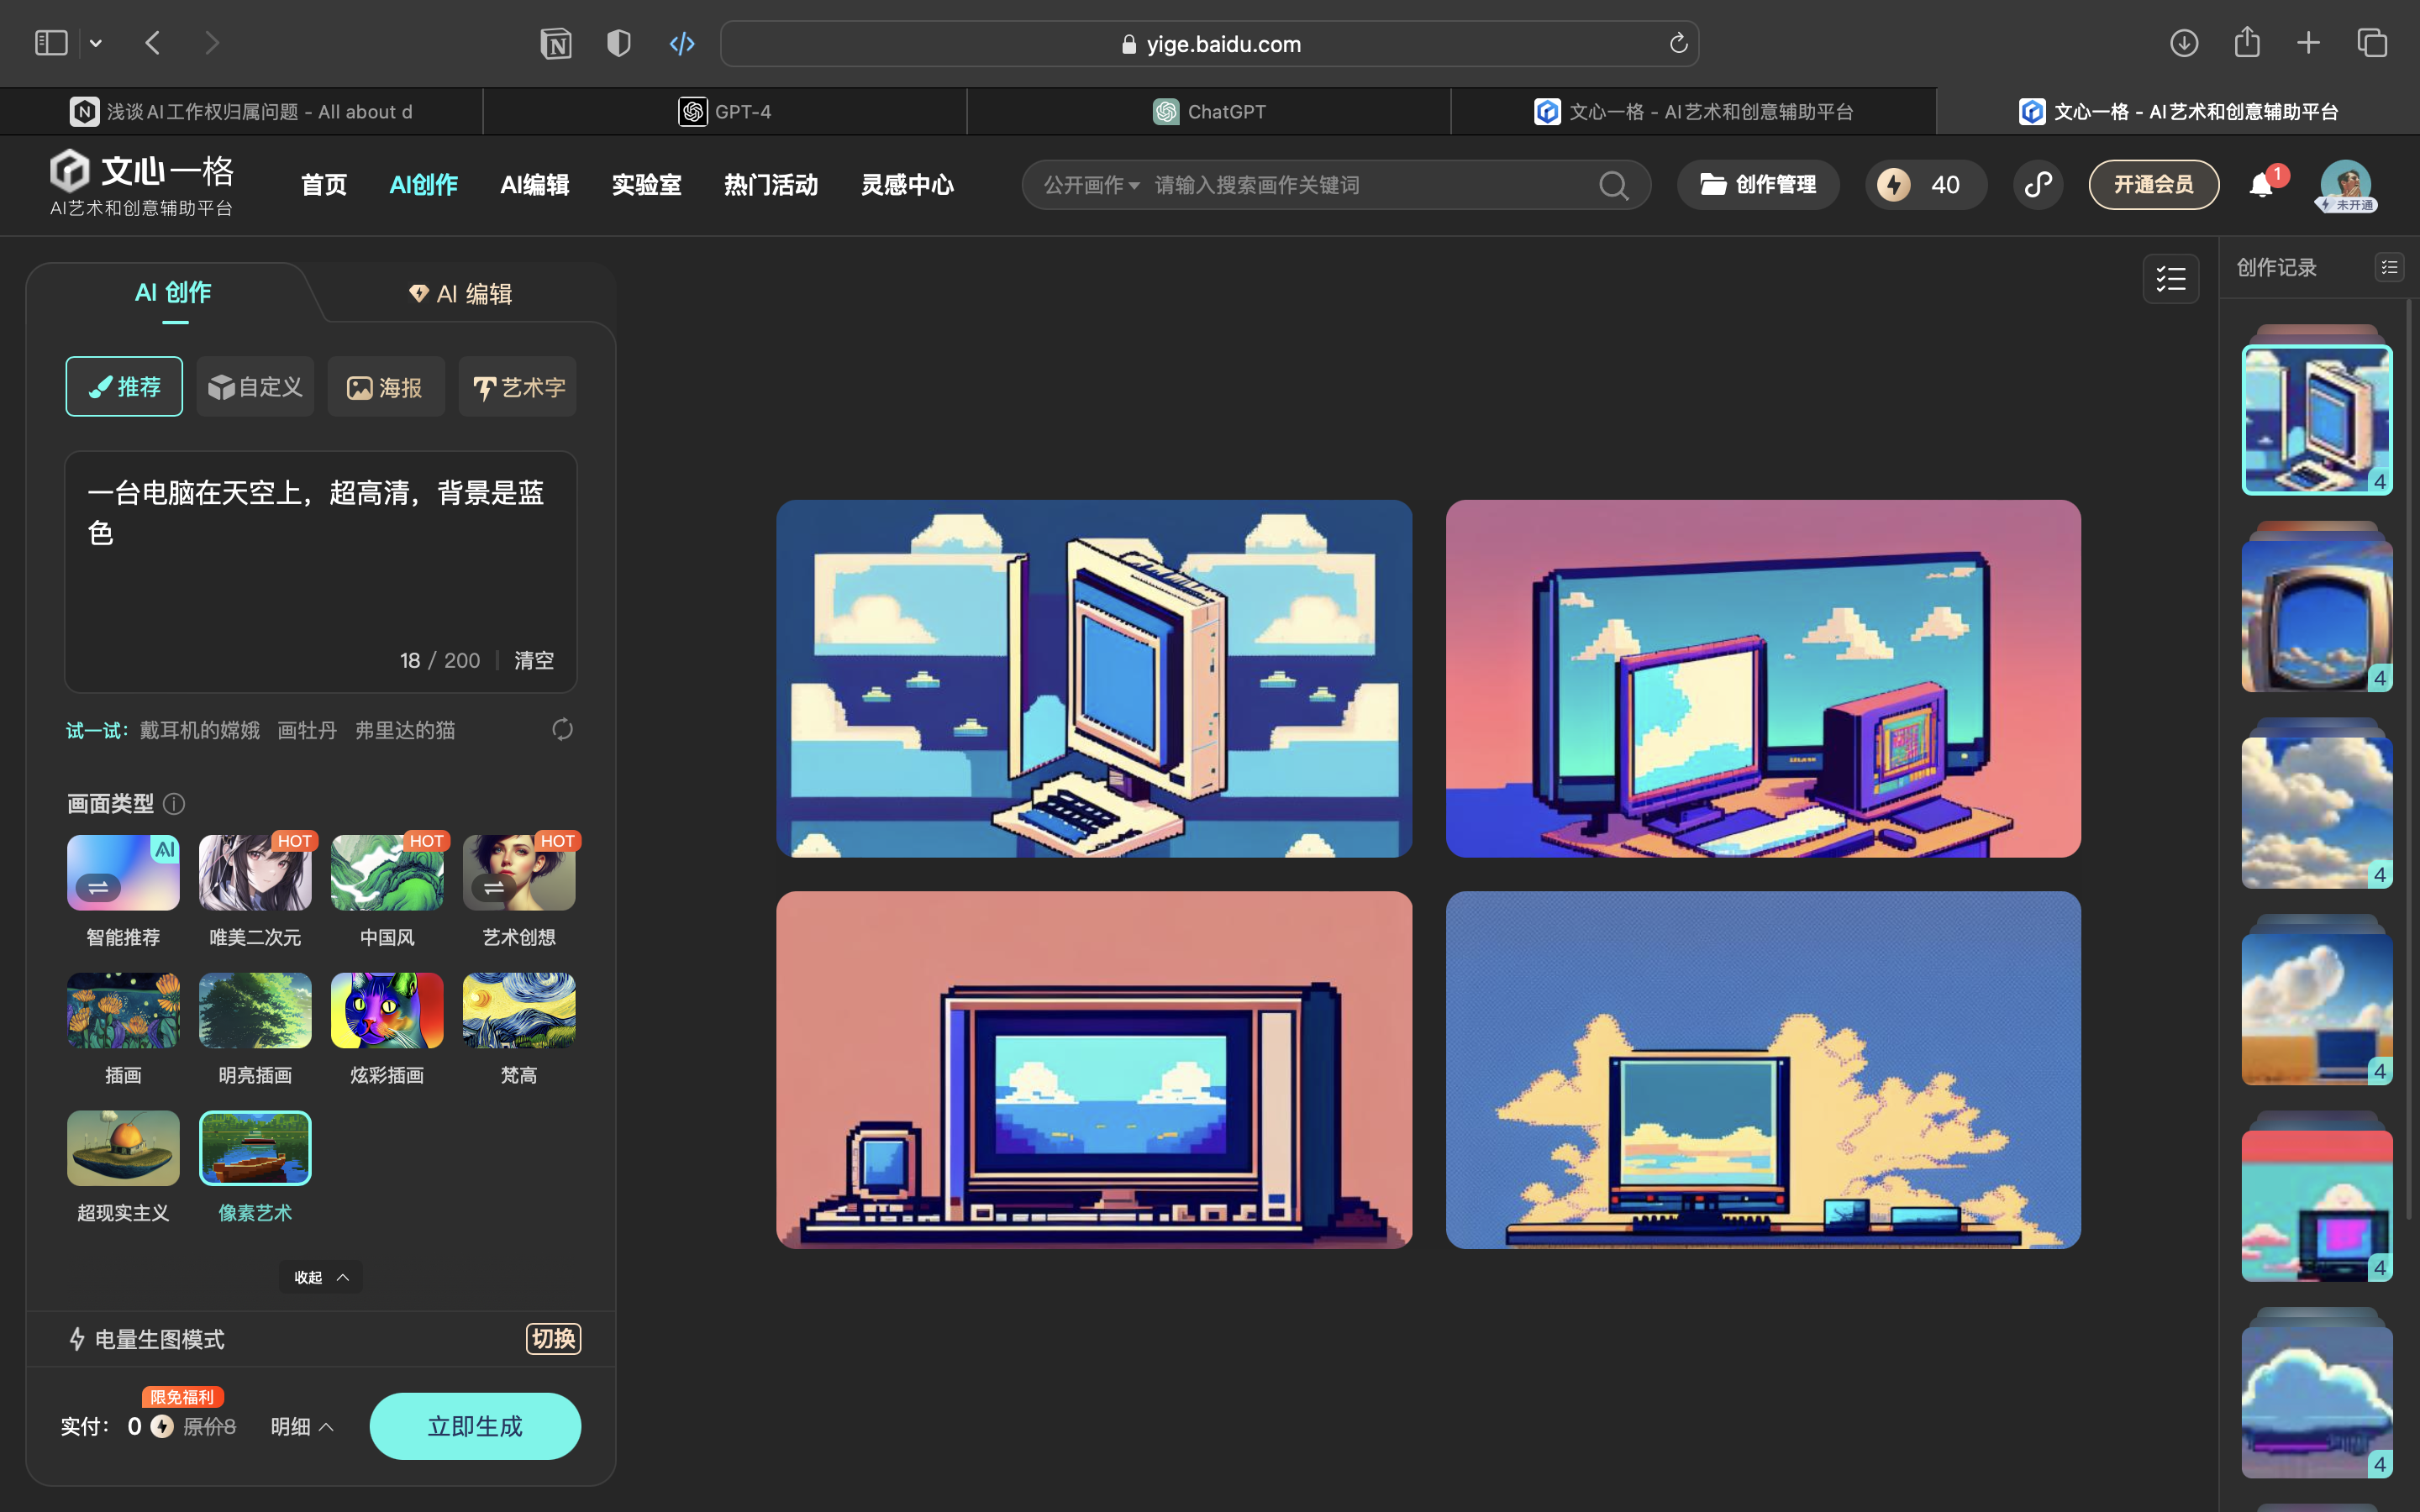 yige.baidu.com
浅谈AI工作权归属问题 - All about d
GPT-4
ChatGPT
文心一格 - AI艺术和创意辅助平台
文心一格 - AI艺术和创意辅助平台
文心一格
AI艺术和创意辅助平台
首页
AI创作
AI编辑
实验室
热门活动
灵感中心
公开画作
请输入搜索画作关键词
创作管理
40
开通会员
1
未开通
AI 创作
AI 编辑
推荐
自定义
海报
艺术字
一台电脑在天空上，超高清，背景是蓝
色
18 / 200
清空
试一试：
戴耳机的嫦娥
画牡丹
弗里达的猫
画面类型
AI
HOT
HOT
HOT
智能推荐
唯美二次元
中国风
艺术创想
插画
明亮插画
炫彩插画
梵高
超现实主义
像素艺术
收起
电量生图模式
切换
限免福利
实付：
0
原价8
明细
立即生成
创作记录
4
4
4
4
4
4